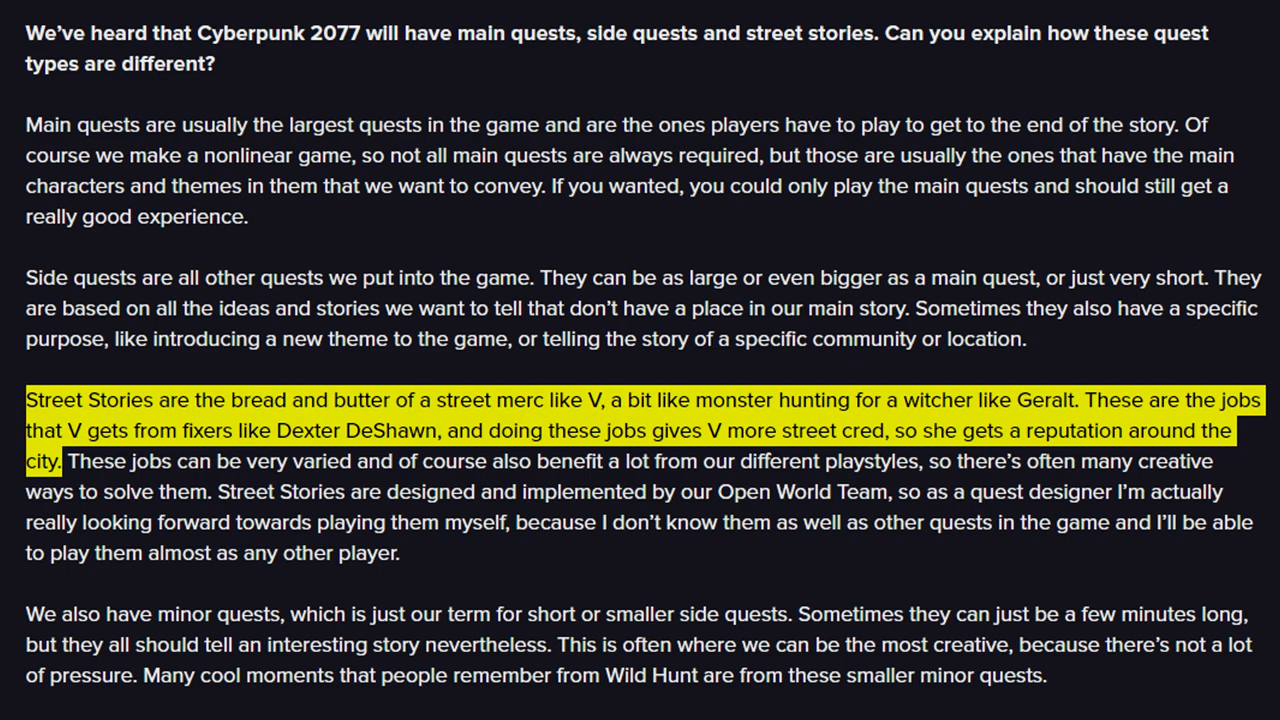 We’ve heard that Cyberpunk 2077 will have main quests, side quests and street stories. Can you explain how these quest
types are different?
Main quests are usually the largest quests in the game and are the ones players have to play to get to the end of the story. Of
course we make a nonlinear game, so not all main quests are always required, but those are usually the ones that have the main
characters and themes in them that we want to convey. If you wanted, you could only play the main quests and should still get a
really good experience.
Side quests are all other quests we put into the game. They can be as large or even bigger as a main quest, or just very short. They
are based on all the ideas and stories we want to tell that don’t have a place in our main story. Sometimes they also have a specific
purpose, like introducing a new theme to the game, or telling the story of a specific community or location.
Street Stories are the bread and butter of a street merc like V, a bit like monster hunting for a witcher like Geralt. These are the jobs
that V gets from fixers like Dexter DeShawn, and doing these jobs gives V more street cred, so she gets a reputation around the
city. These jobs can be very varied and of course also benefit a lot from our different playstyles, so there’s often many creative
ways to solve them. Street Stories are designed and implemented by our Open World Team, so as a quest designer I’m actually
really looking forward towards playing them myself, because I don’t know them as well as other quests in the game and I’ll be able
to play them almost as any other player.
We also have minor quests, which is just our term for short or smaller side quests. Sometimes they can just be a few minutes long,
but they all should tell an interesting story nevertheless. This is often where we can be the most creative, because there’s not a lot
of pressure. Many cool moments that people remember from Wild Hunt are from these smaller minor quests.